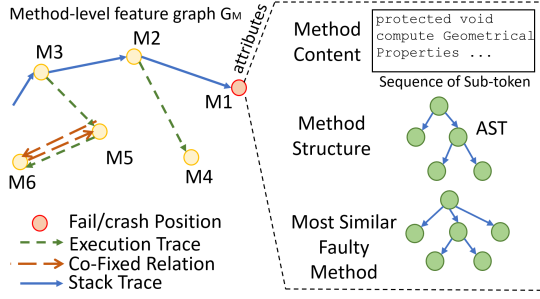 Method-level feature graph GM
M3
M2
M1
M5
M6
M4
attributes
Fail/crash Position
Execution Trace
Co-Fixed Relation
Stack Trace
Method
Content
protected void
compute Geometrical
Properties ...
Sequence of Sub-token
Method
Structure
AST
Most Similar
Faulty
Method